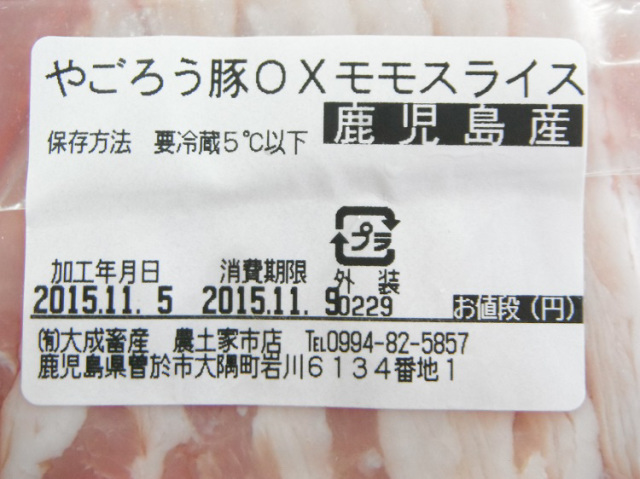 やごろう豚OXモモスライス
鹿児島産
保存方法 要冷蔵5℃以下
プラ
外装
加工年月日 消費期限
2015.11. 5 2015.11. 9 0229 お値段(円)
㈲大成畜産 農土家市店 ℡0994-82-5857
鹿児島県曽於市大隅町岩川6134番地1